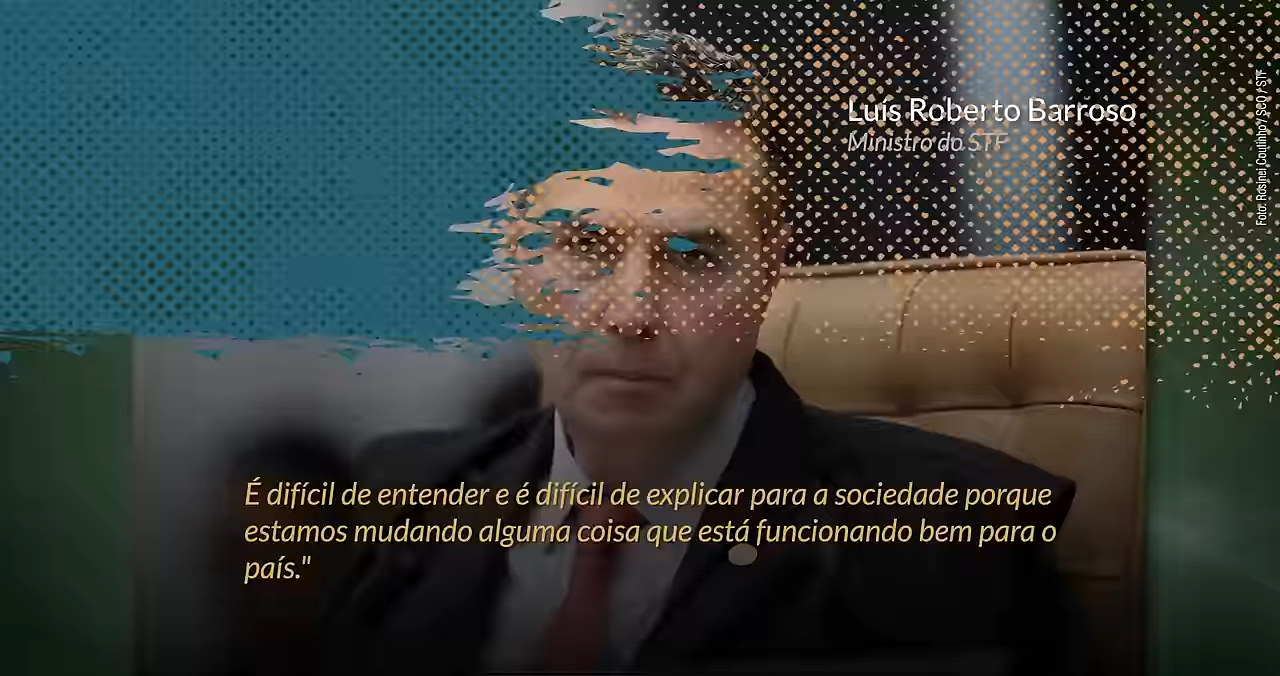 Luís Roberto Barroso
Ministro do STF
Foto: Rosinei Coutinho / SCO / STF
É difícil de entender e é difícil de explicar para a sociedade porque
estamos mudando alguma coisa que está funcionando bem para o
país."